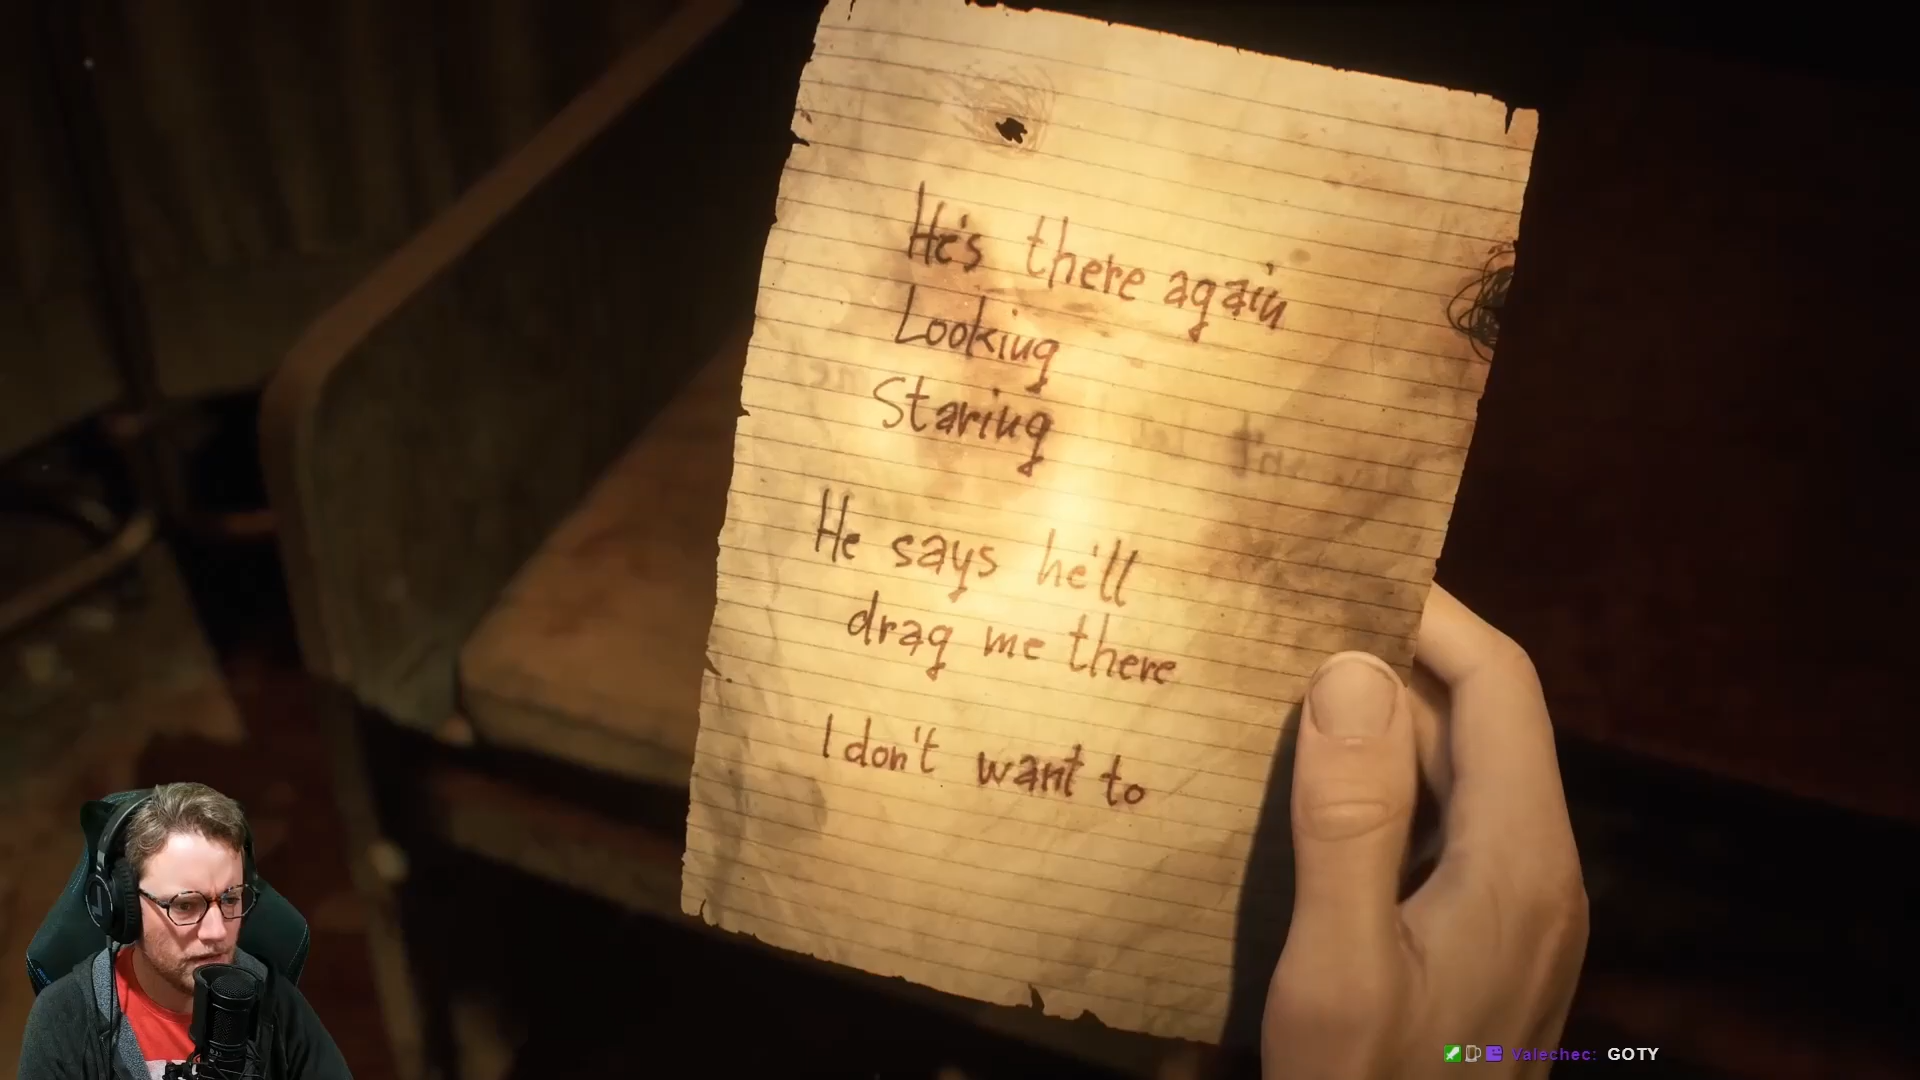 He's there again
Looking
Staring
He says he'll
drag me there
I don't want to
Valechec: GOTY